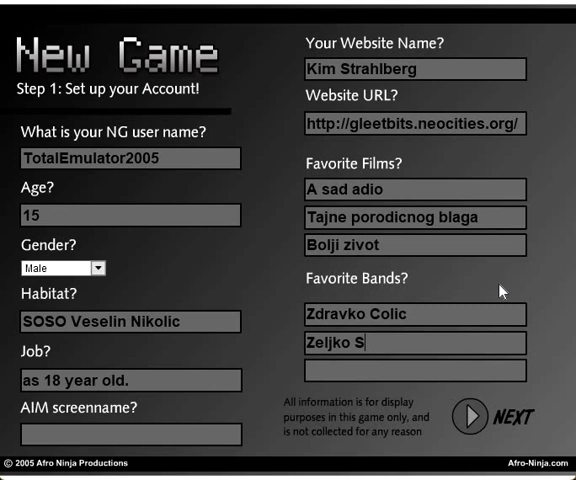 New Game
Step 1: Set up your Account!
What is your NG user name?
TotalEmulator2005
Age?
15
Gender?
Male
Habitat?
SOSO Veselin Nikolic
Job?
as 18 year old.
AIM screenname?
Your Website Name?
Kim Strahlberg
Website URL?
http://gleetbits.neocities.org/
Favorite Films?
A sad adio
Tajne porodicnog blaga
Bolji zivot
Favorite Bands?
Zdravko Colic
Zeljko S
All information is for display
purposes in this game only, and
is not collected for any reason
NEXT
© 2005 Afro Ninja Productions
Afro-Ninja.com